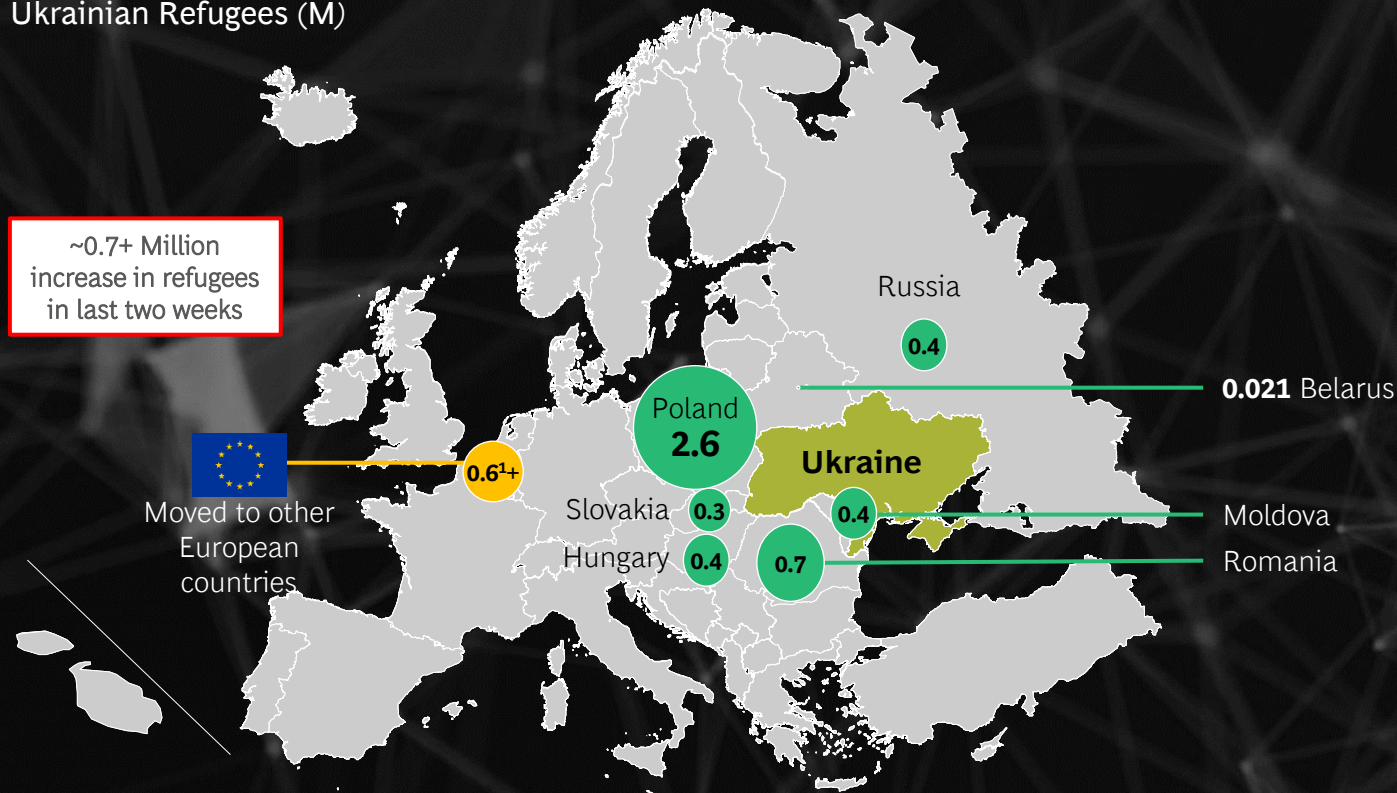 Ukrainian Refugees (M)
~0.7+ Million
increase in refugees
in last two weeks
Russia
0.4
0.021 Belarus
Poland
2.6
Ukraine
0.6¹+
Moved to other
European
countries
Slovakia
0.3
0.4
Moldova
Hungary
0.4
0.7
Romania